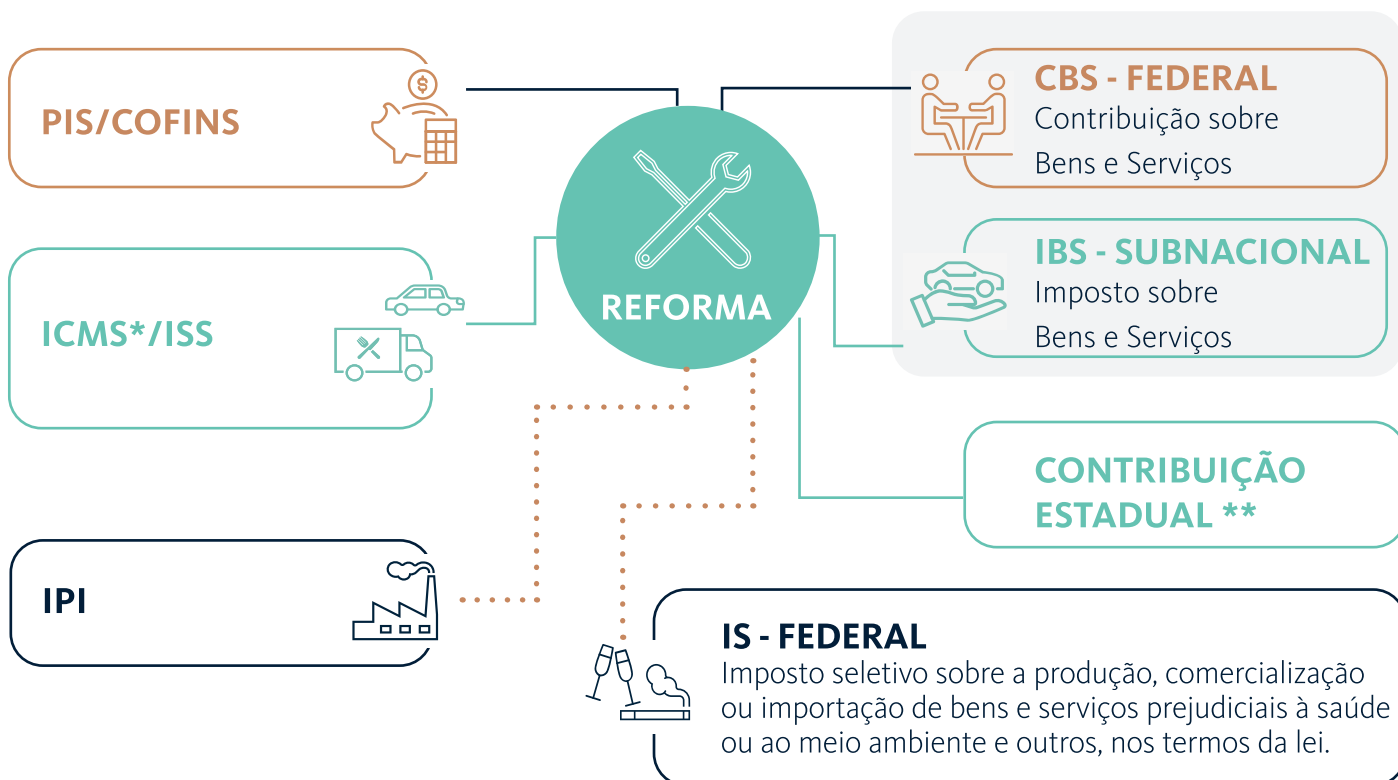 PIS/COFINS
ICMS*/ISS
IPI
$
REFORMA
CBS - FEDERAL
Contribuição sobre
Bens e Serviços
IBS - SUBNACIONAL
Imposto sobre
Bens e Serviços
CONTRIBUIÇÃO
ESTADUAL **
IS - FEDERAL
Imposto seletivo sobre a produção, comercialização
ou importação de bens e serviços prejudiciais à saúde
ou ao meio ambiente e outros, nos termos da lei.